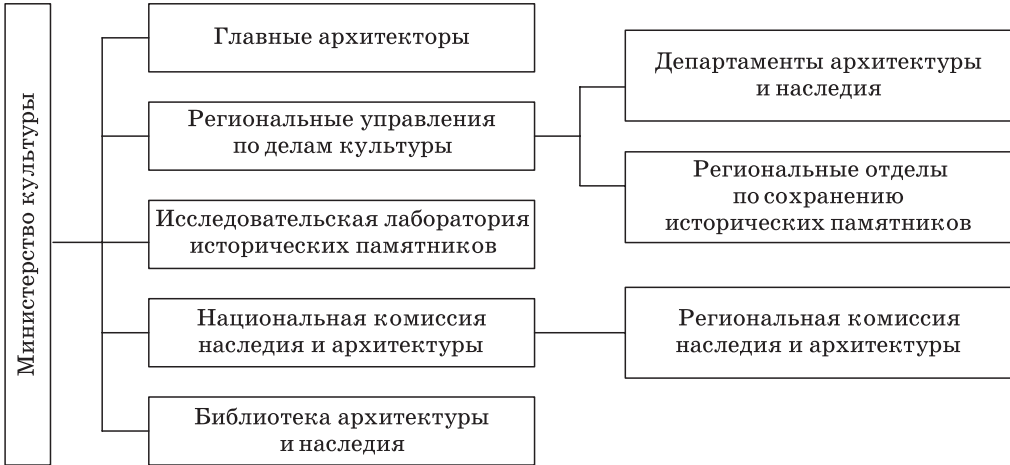 Министерство культуры
Главные архитекторы
Региональные управления
по делам культуры
Исследовательская лаборатория
исторических памятников
Национальная комиссия
наследия и архитектуры
Библиотека архитектуры
и наследия
Департаменты архитектуры
и наследия
Региональные отделы
по сохранению
исторических памятников
Региональная комиссия
наследия и архитектуры